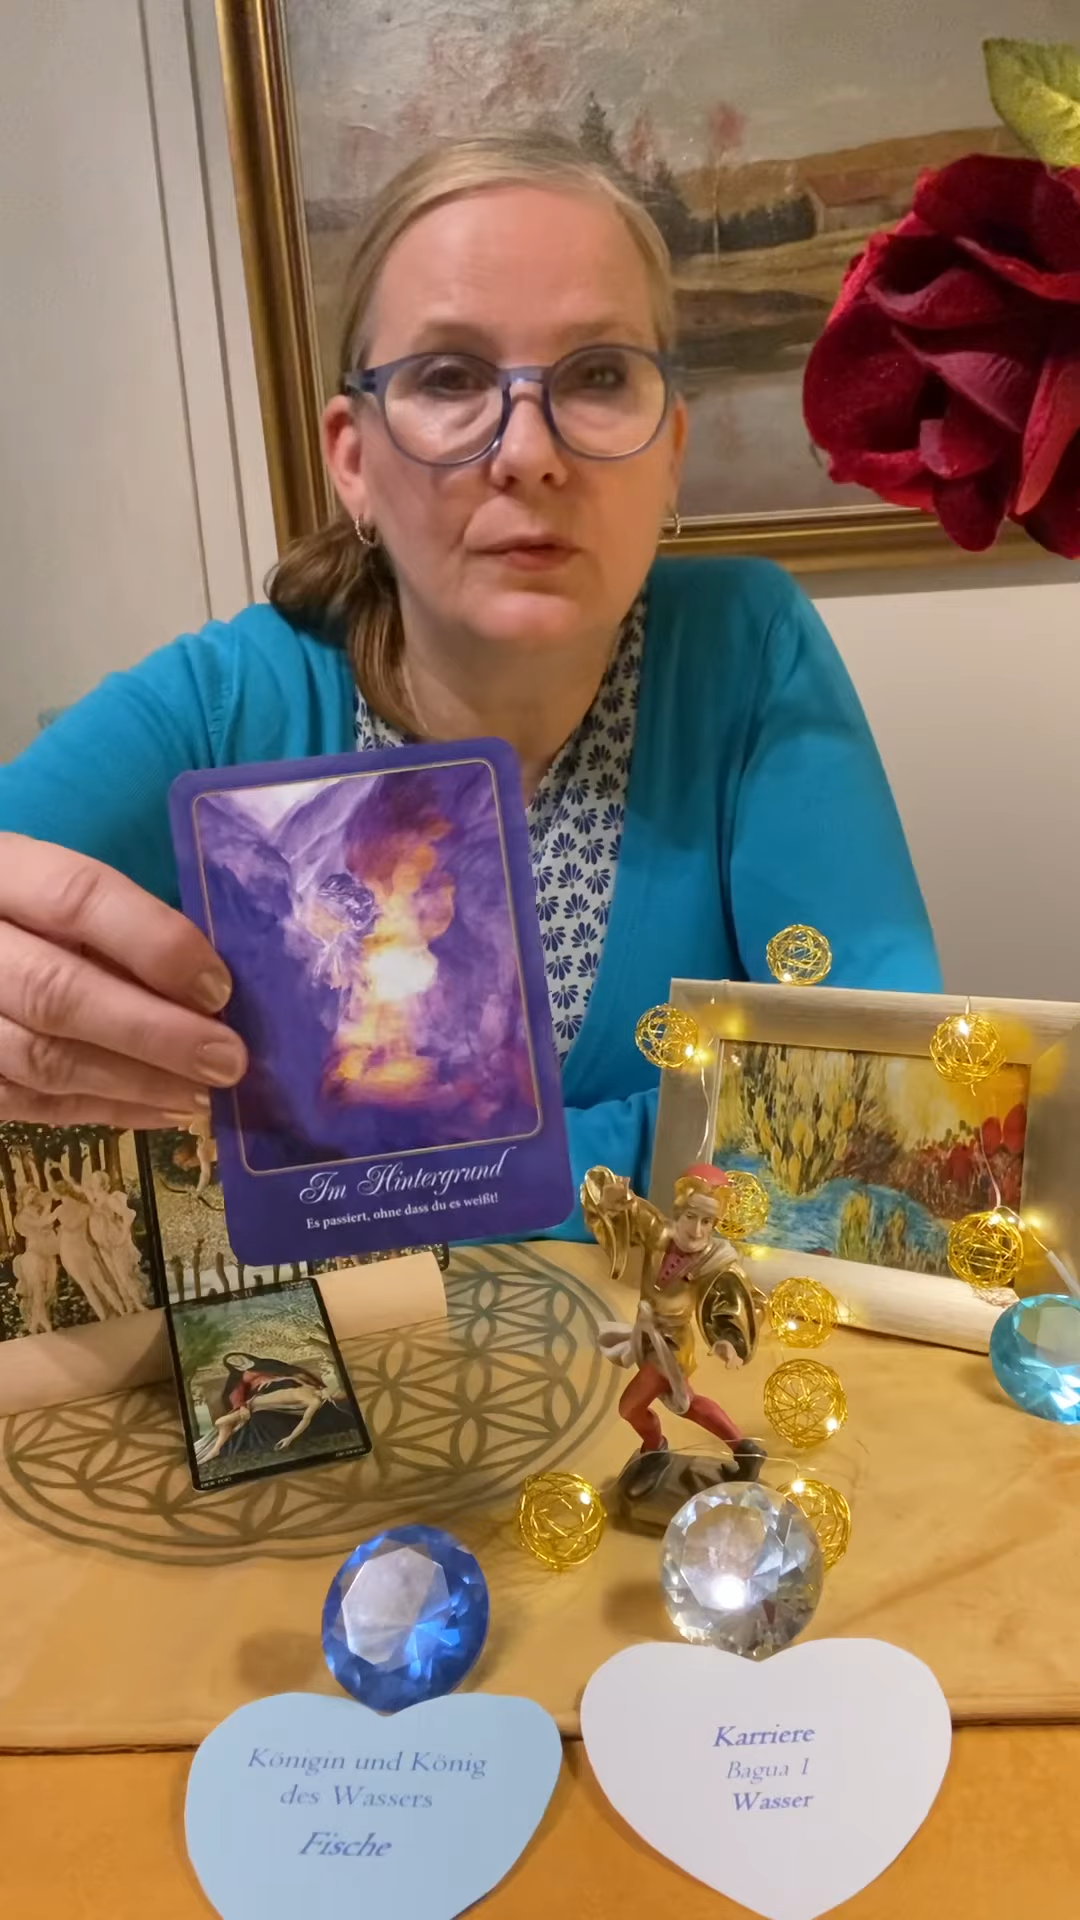 Im Hintergrund
Es passiert, ohne dass du es weißt!
Königin und König
des Wassers
Fische
Karriere
Bagua 1
Wasser